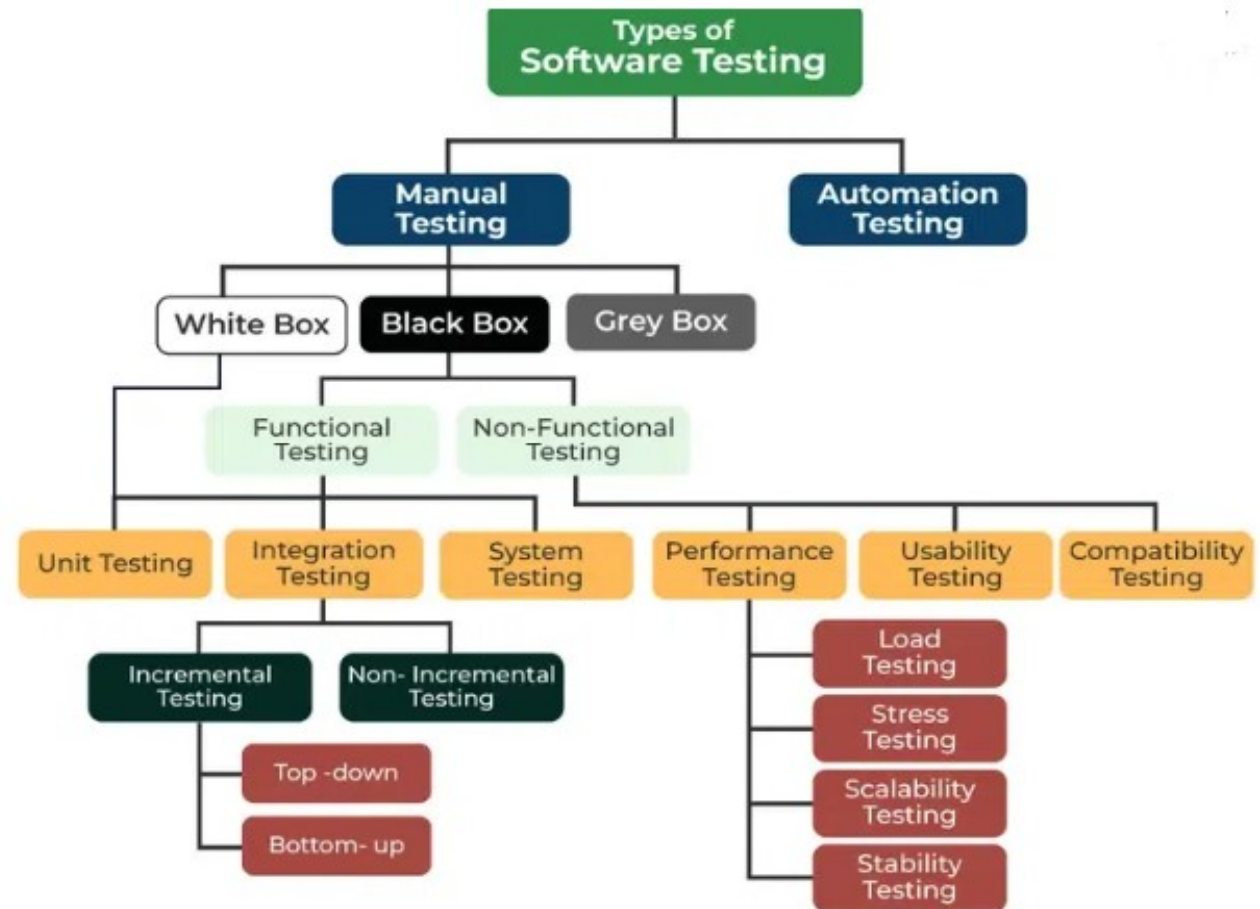 Types of
Software Testing
Manual
Testing
Automation
Testing
White Box
Black Box
Grey Box
Functional
Testing
Non-Functional
Testing
Unit Testing
Integration
Testing
System
Testing
Performance
Testing
Usability
Testing
Compatibility
Testing
Incremental
Testing
Non- Incremental
Testing
Top -down
Bottom- up
Load
Testing
Stress
Testing
Scalability
Testing
Stability
Testing